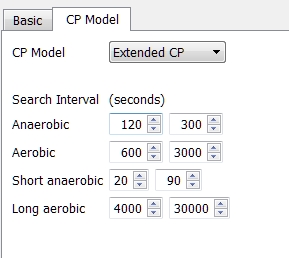 Basic CP Model
CP Model Extended CP
Search Interval (seconds)
Anaerobic 120 300
Aerobic 600 3000
Short anaerobic 20 90
Long aerobic 4000 30000